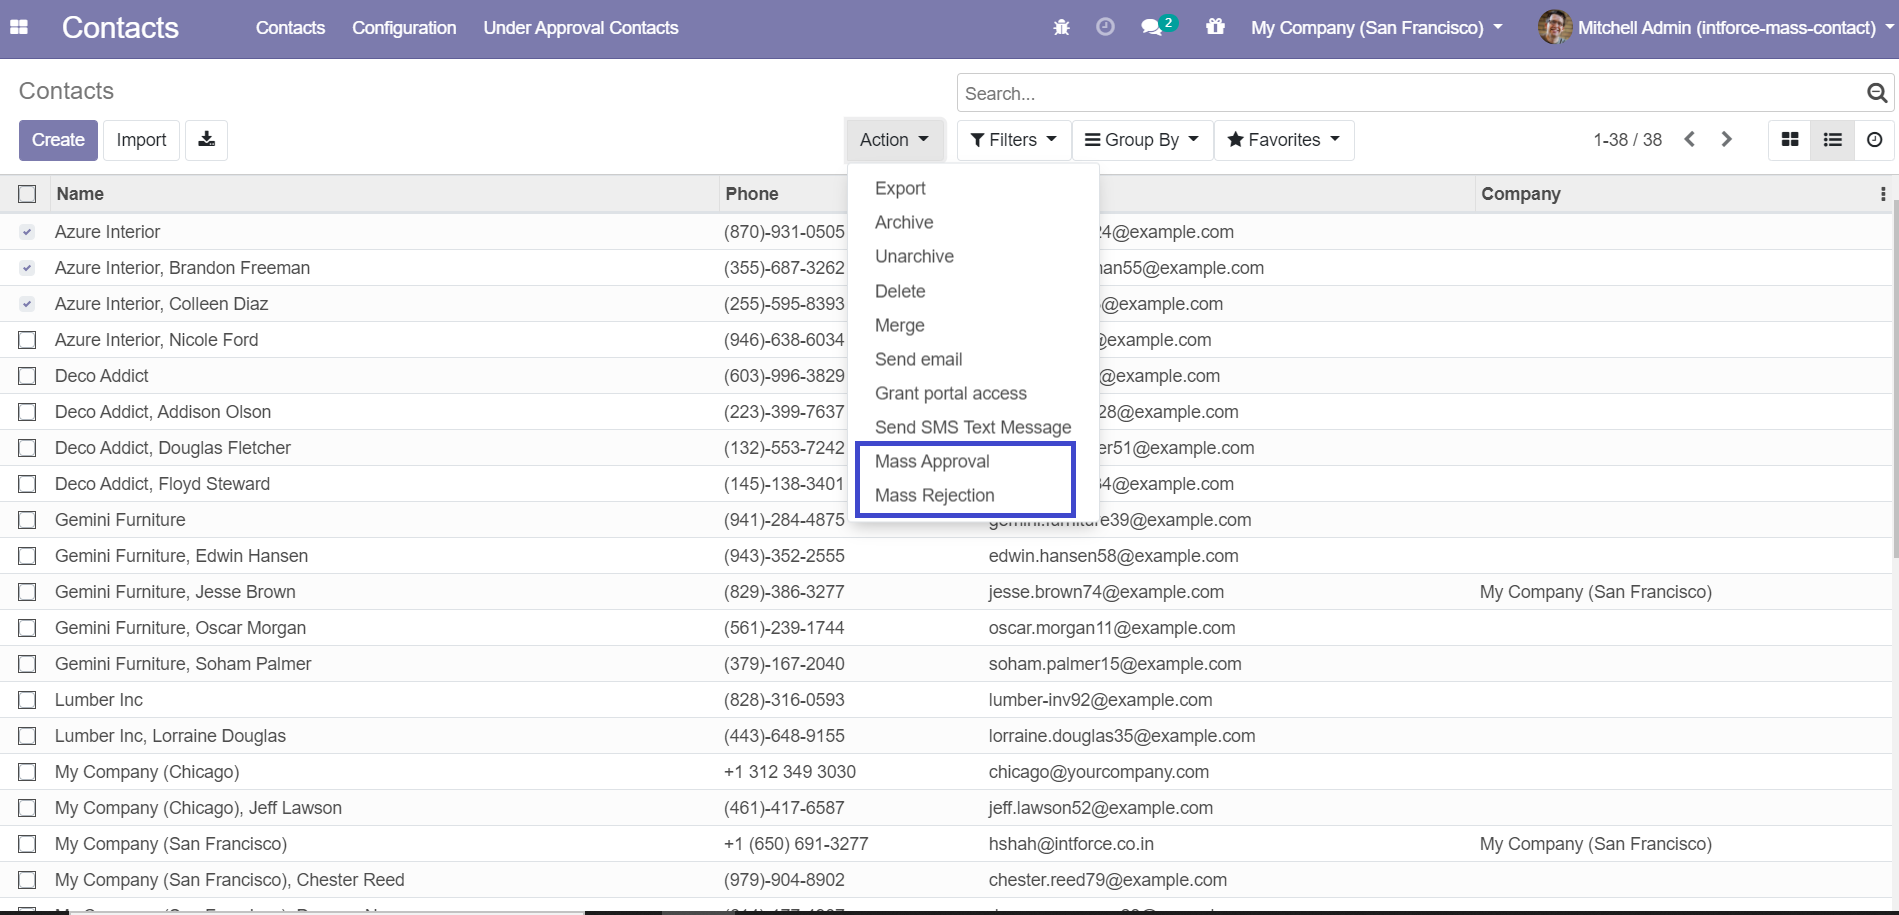 Contacts Contacts Configuration Under Approval Contacts 2 My Company (San Francisco) Mitchell Admin (intforce-mass-contact)
Contacts
Search...
Create Import Action Filters Group By Favorites 1-38 / 38
Export
Archive
Unarchive
Delete
Merge
Send email
Grant portal access
Send SMS Text Message
Mass Approval
Mass Rejection
Name Phone Company
Azure Interior (870)-931-0505 24@example.com
Azure Interior, Brandon Freeman (355)-687-3262 nan55@example.com
Azure Interior, Colleen Diaz (255)-595-8393 @example.com
Azure Interior, Nicole Ford (946)-638-6034 @example.com
Deco Addict (603)-996-3829 @example.com
Deco Addict, Addison Olson (223)-399-7637 28@example.com
Deco Addict, Douglas Fletcher (132)-553-7242 er51@example.com
Deco Addict, Floyd Steward (145)-138-3401 4@example.com
Gemini Furniture (941)-284-4875 gemini.furniture39@example.com
Gemini Furniture, Edwin Hansen (943)-352-2555 edwin.hansen58@example.com
Gemini Furniture, Jesse Brown (829)-386-3277 jesse.brown74@example.com My Company (San Francisco)
Gemini Furniture, Oscar Morgan (561)-239-1744 oscar.morgan11@example.com
Gemini Furniture, Soham Palmer (379)-167-2040 soham.palmer15@example.com
Lumber Inc (828)-316-0593 lumber-inv92@example.com
Lumber Inc, Lorraine Douglas (443)-648-9155 lorraine.douglas35@example.com
My Company (Chicago) +1 312 349 3030 chicago@yourcompany.com
My Company (Chicago), Jeff Lawson (461)-417-6587 jeff.lawson52@example.com
My Company (San Francisco) +1 (650) 691-3277 hshah@intforce.co.in My Company (San Francisco)
My Company (San Francisco), Chester Reed (979)-904-8902 chester.reed79@example.com